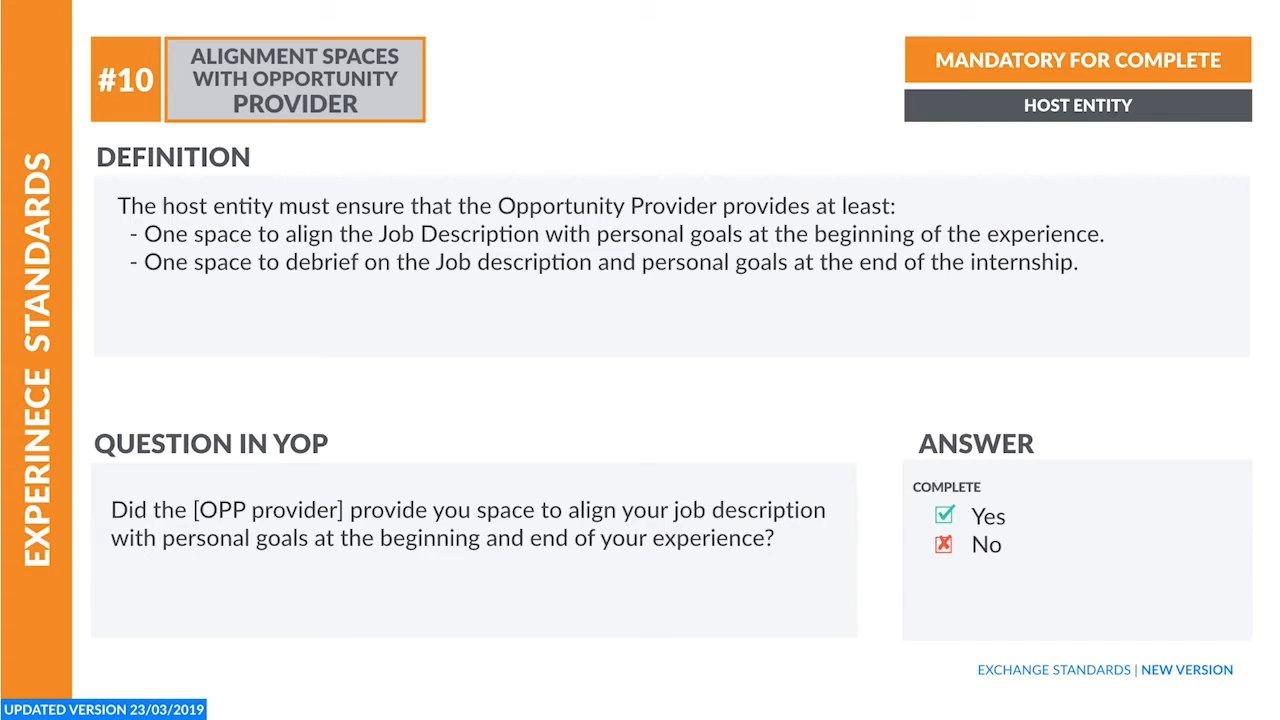 EXPERINECE STANDARDS
#10
ALIGNMENT SPACES
WITH OPPORTUNITY
PROVIDER
MANDATORY FOR COMPLETE
HOST ENTITY
DEFINITION
The host entity must ensure that the Opportunity Provider provides at least:
- One space to align the Job Description with personal goals at the beginning of the experience.
- One space to debrief on the Job description and personal goals at the end of the internship.
QUESTION IN YOP
Did the [OPP provider] provide you space to align your job description
with personal goals at the beginning and end of your experience?
ANSWER
COMPLETE
Yes
No
EXCHANGE STANDARDS | NEW VERSION
UPDATED VERSION 23/03/2019